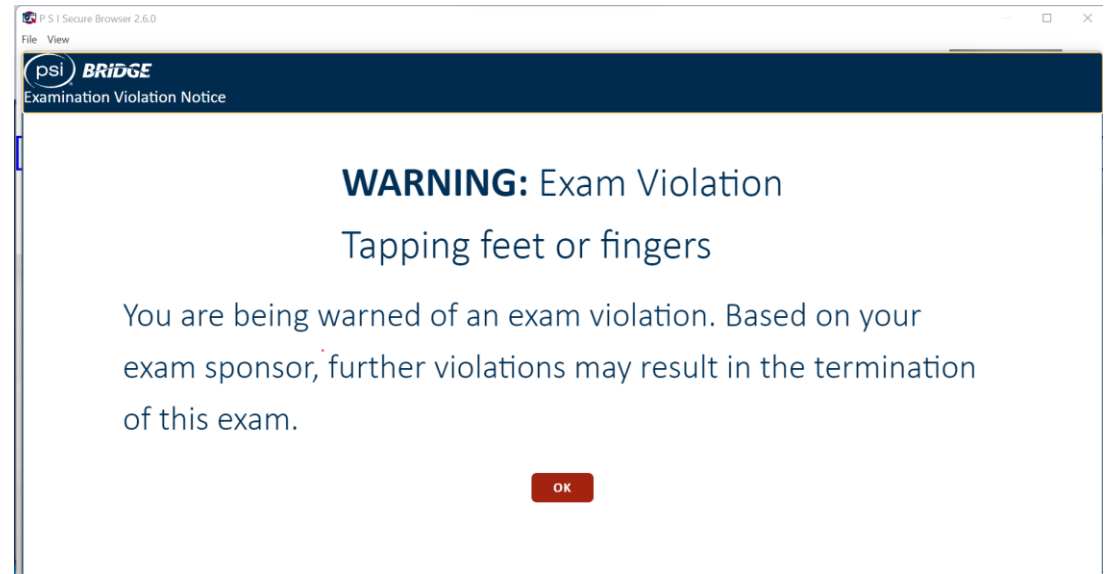 P S I Secure Browser 2.6.0
File View
psi BRiDGE
Examination Violation Notice
WARNING: Exam Violation
Tapping feet or fingers
You are being warned of an exam violation. Based on your
exam sponsor, further violations may result in the termination
of this exam.
OK